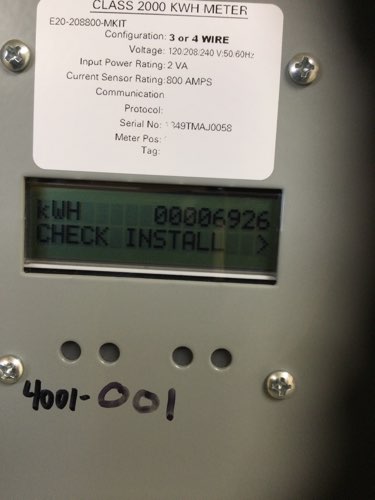 CLASS 2000 KWH METER
E20-208800-MKIT
Configuration: 3 or 4 WIRE
Voltage: 120/208/240 V:50-60Hz
Input Power Rating: 2 VA
Current Sensor Rating: 800 AMPS
Communication
Protocol:
Serial No: 349TMAJ0058
Meter Pos:
Tag:
kWH 00006926
CHECK INSTALL >
4001-001